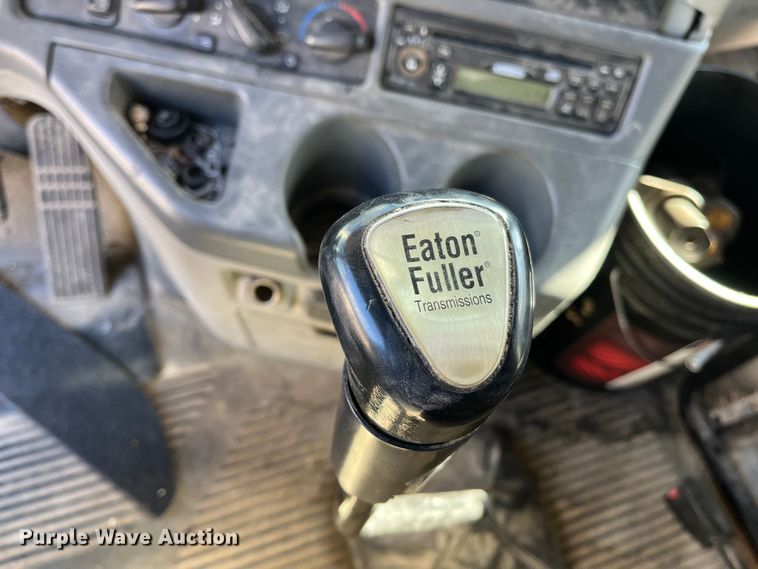 Eaton®
Fuller®
Transmissions
Purple Wave Auction